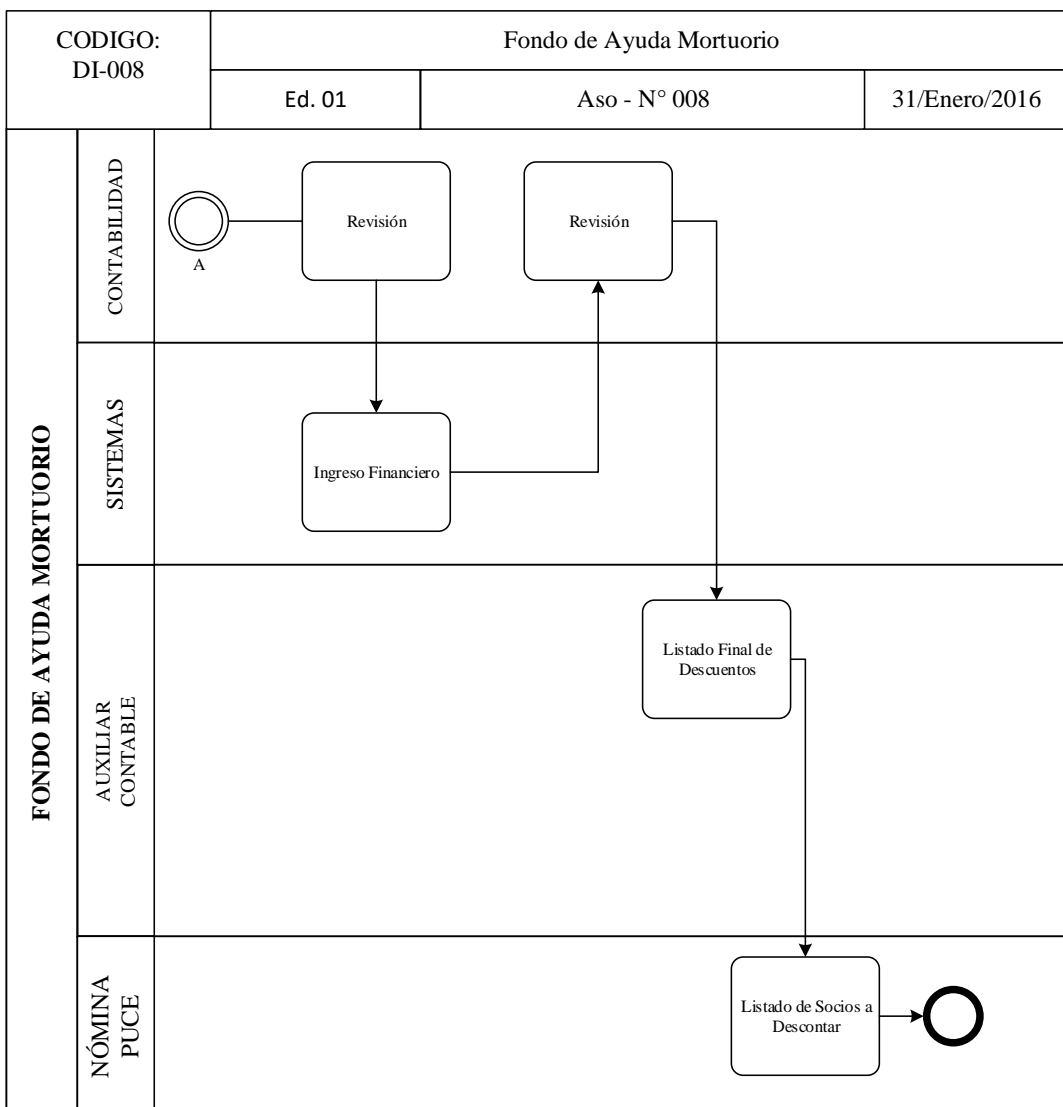 CODIGO:
DI-008
Fondo de Ayuda Mortuorio
Ed. 01
Aso - N° 008
31/Enero/2016
FONDO DE AYUDA MORTUORIO
CONTABILIDAD
A
Revisión
Revisión
SISTEMAS
Ingreso Financiero
AUXILIAR
CONTABLE
Listado Final de
Descuentos
NÓMINA
PUCE
Listado de Socios a
Descontar